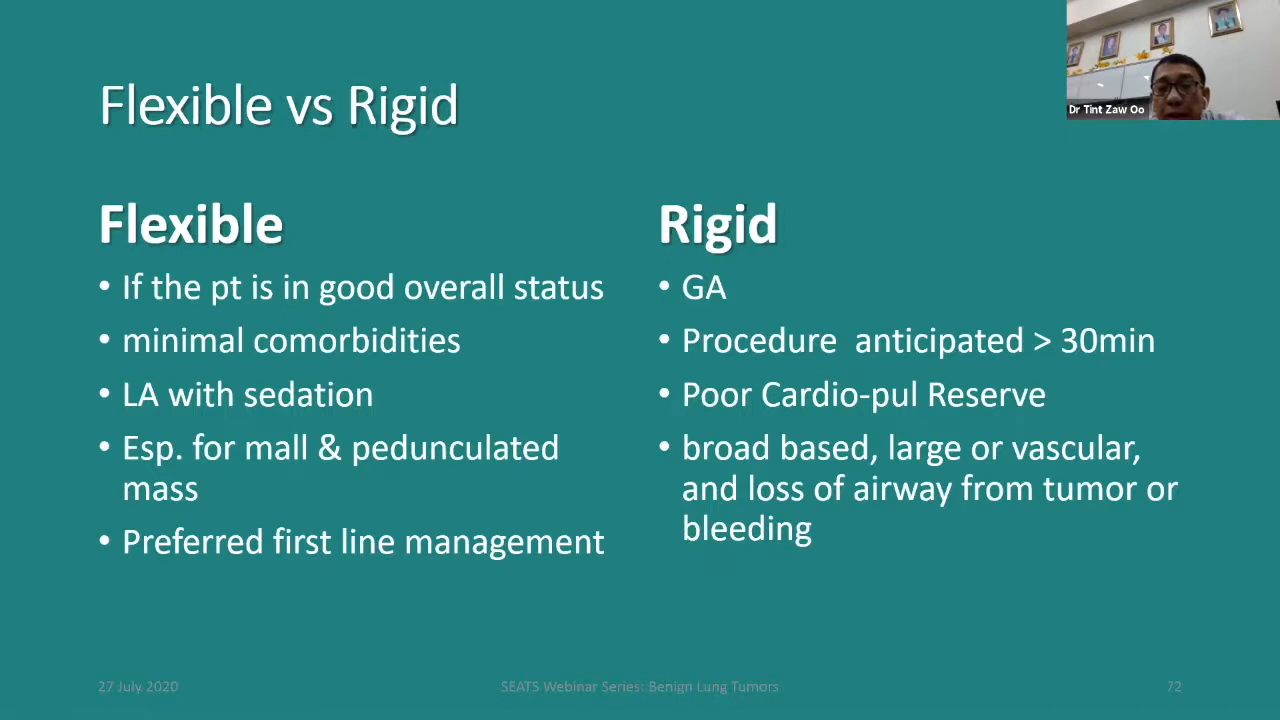 Flexible vs Rigid
Dr Tint Zaw Oo
Flexible
• If the pt is in good overall status
• minimal comorbidities
• LA with sedation
• Esp. for mall & pedunculated
mass
• Preferred first line management
Rigid
• GA
• Procedure  anticipated > 30min
• Poor Cardio-pul Reserve
• broad based, large or vascular,
and loss of airway from tumor or
bleeding
27 July 2020
SEATS Webinar Series: Benign Lung Tumors
72